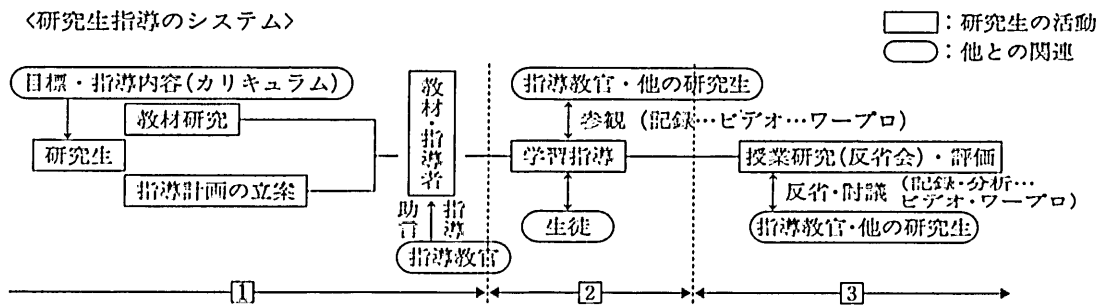 〈研究生指導のシステム〉
：研究生の活動
：他との関連
目標・指導内容(カリキュラム)
教材研究
研究生
指導計画の立案
教材・指導者
助言
指導
指導教官
指導教官・他の研究生
参観（記録…ビデオ…ワープロ）
学習指導
生徒
授業研究(反省会)・評価
反省・討議
(記録・分析…
ビデオ・ワープロ)
指導教官・他の研究生
1
2
3